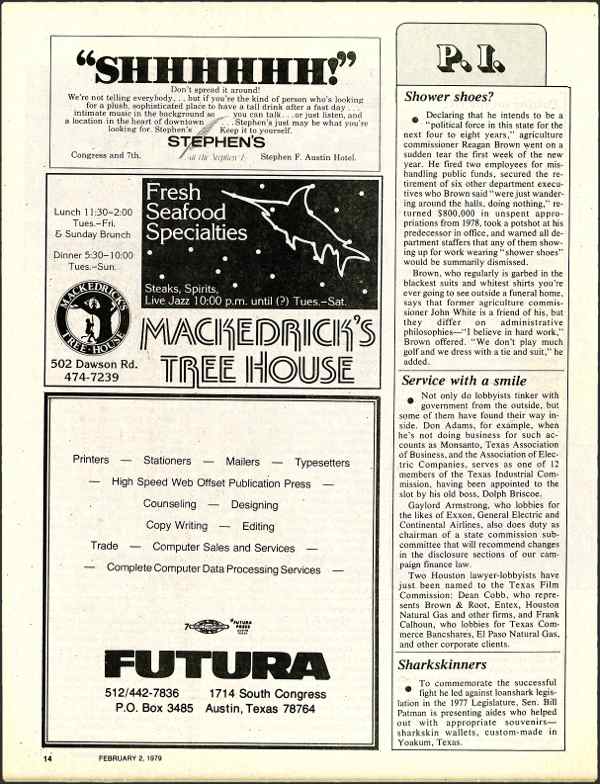 "SHHHHHH!"
Don't spread it around!
We're not telling everybody . . . but if you're the kind of person who's looking
for a plush, sophisticated place to have a tall drink after a fast day . . .
intimate music in the background so you can talk . . . or just listen, and
a location in the heart of downtown Stephen's just may be what you're
looking for. Stephen's Keep it to yourself.
STEPHEN'S
Congress and 7th. at the Stephen F. Stephen F. Austin Hotel.
Lunch 11:30–2:00
Tues.–Fri.
& Sunday Brunch
Dinner 5:30–10:00
Tues.–Sun.
Fresh
Seafood
Specialties
Steaks, Spirits,
Live Jazz 10:00 p.m. until (?) Tues.–Sat.
MACKEDRICK'S
TREE·HOUSE
502 Dawson Rd.
474-7239
MACKEDRICK'S
TREE HOUSE
Printers — Stationers — Mailers — Typesetters
— High Speed Web Offset Publication Press —
Counseling — Designing
Copy Writing — Editing
Trade — Computer Sales and Services —
— Complete Computer Data Processing Services —
FUTURA
PRESS
FUTURA
512/442-7836 1714 South Congress
P.O. Box 3485 Austin, Texas 78764
14 FEBRUARY 2, 1979
P.I.
Shower shoes?
• Declaring that he intends to be a
"political force in this state for the
next four to eight years," agriculture
commissioner Reagan Brown went on a
sudden tear the first week of the new
year. He fired two employees for mis-
handling public funds, secured the re-
tirement of six other department execu-
tives who Brown said "were just wander-
ing around the halls, doing nothing," re-
turned $800,000 in unspent appro-
priations from 1978, took a potshot at his
predecessor in office, and warned all de-
partment staffers that any of them show-
ing up for work wearing "shower shoes"
would be summarily dismissed.
Brown, who regularly is garbed in the
blackest suits and whitest shirts you're
ever going to see outside a funeral home,
says that former agriculture commis-
sioner John White is a friend of his, but
they differ on administrative
philosophies—"I believe in hard work,"
Brown offered. "We don't play much
golf and we dress with a tie and suit," he
added.
Service with a smile
• Not only do lobbyists tinker with
government from the outside, but
some of them have found their way in-
side. Don Adams, for example, when
he's not doing business for such ac-
counts as Monsanto, Texas Association
of Business, and the Association of Elec-
tric Companies, serves as one of 12
members of the Texas Industrial Com-
mission, having been appointed to the
slot by his old boss, Dolph Briscoe.
Gaylord Armstrong, who lobbies for
the likes of Exxon, General Electric and
Continental Airlines, also does duty as
chairman of a state commission sub-
committee that will recommend changes
in the disclosure sections of our cam-
paign finance law.
Two Houston lawyer-lobbyists have
just been named to the Texas Film
Commission: Dean Cobb, who repre-
sents Brown & Root, Entex, Houston
Natural Gas and other firms, and Frank
Calhoun, who lobbies for Texas Com-
merce Bancshares, El Paso Natural Gas,
and other corporate clients.
Sharkskinners
• To commemorate the successful
fight he led against loanshark legis-
lation in the 1977 Legislature, Sen. Bill
Patman is presenting aides who helped
out with appropriate souvenirs—
sharkskin wallets, custom-made in
Yoakum, Texas.